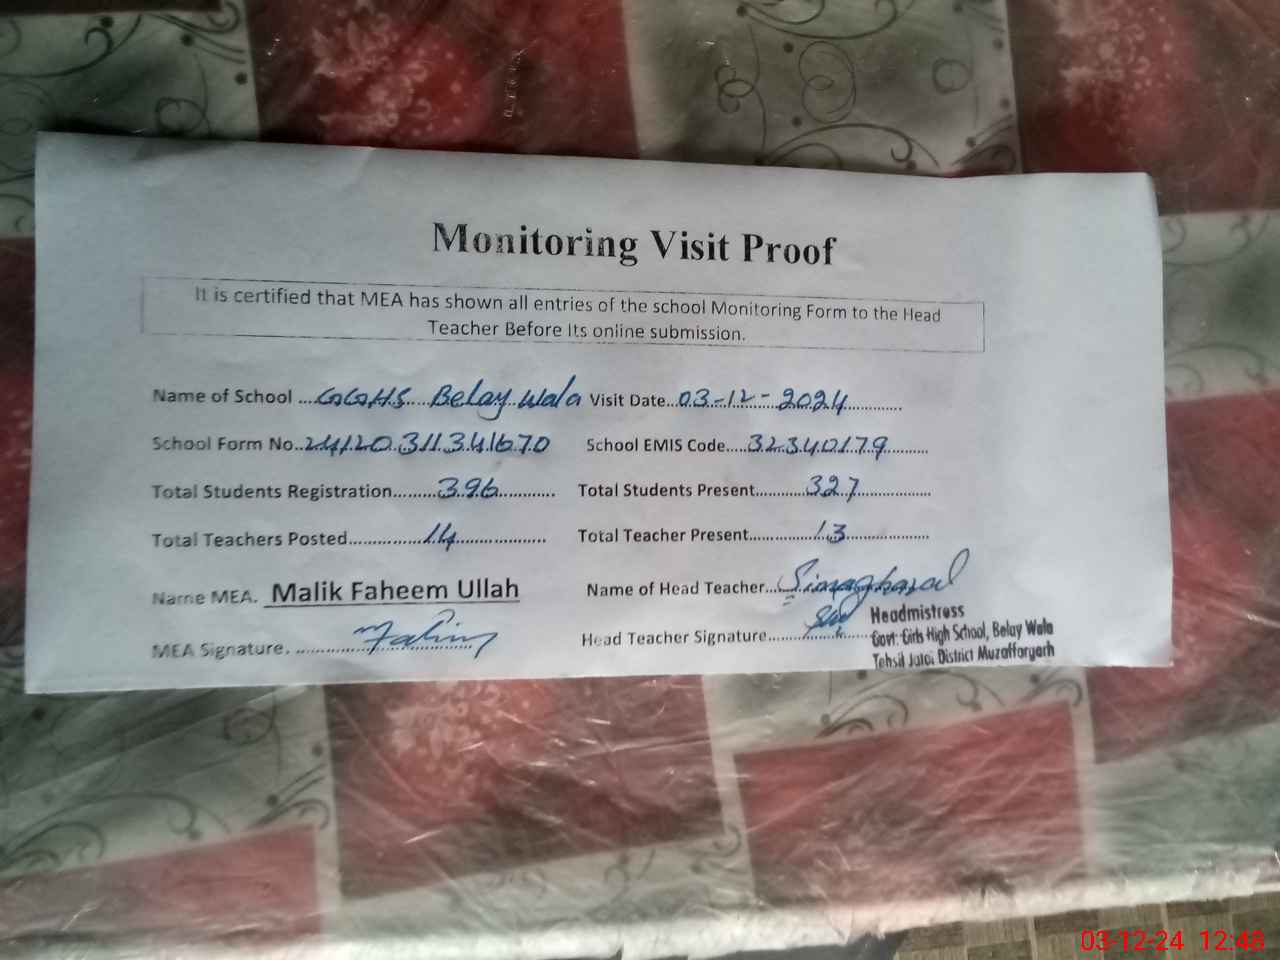 Monitoring Visit Proof
It is certified that MEA has shown all entries of the school Monitoring Form to the Head
Teacher Before Its online submission.
Name of School ...GGHS Belay Wala Visit Date..03-12-2024..............
School Form No..24120311341670 School EMIS Code....32340179..........
Total Students Registration........396............ Total Students Present...........327..................
Total Teachers Posted...............14................... Total Teacher Present.............13.....................
Name MEA. Malik Faheem Ullah Name of Head Teacher...
MEA Signature. Head Teacher Signature
Headmistress
Govt: Girls High School, Belay Wala
Tehsil Jatoi District Muzaffargarh
03-12-24 12:48